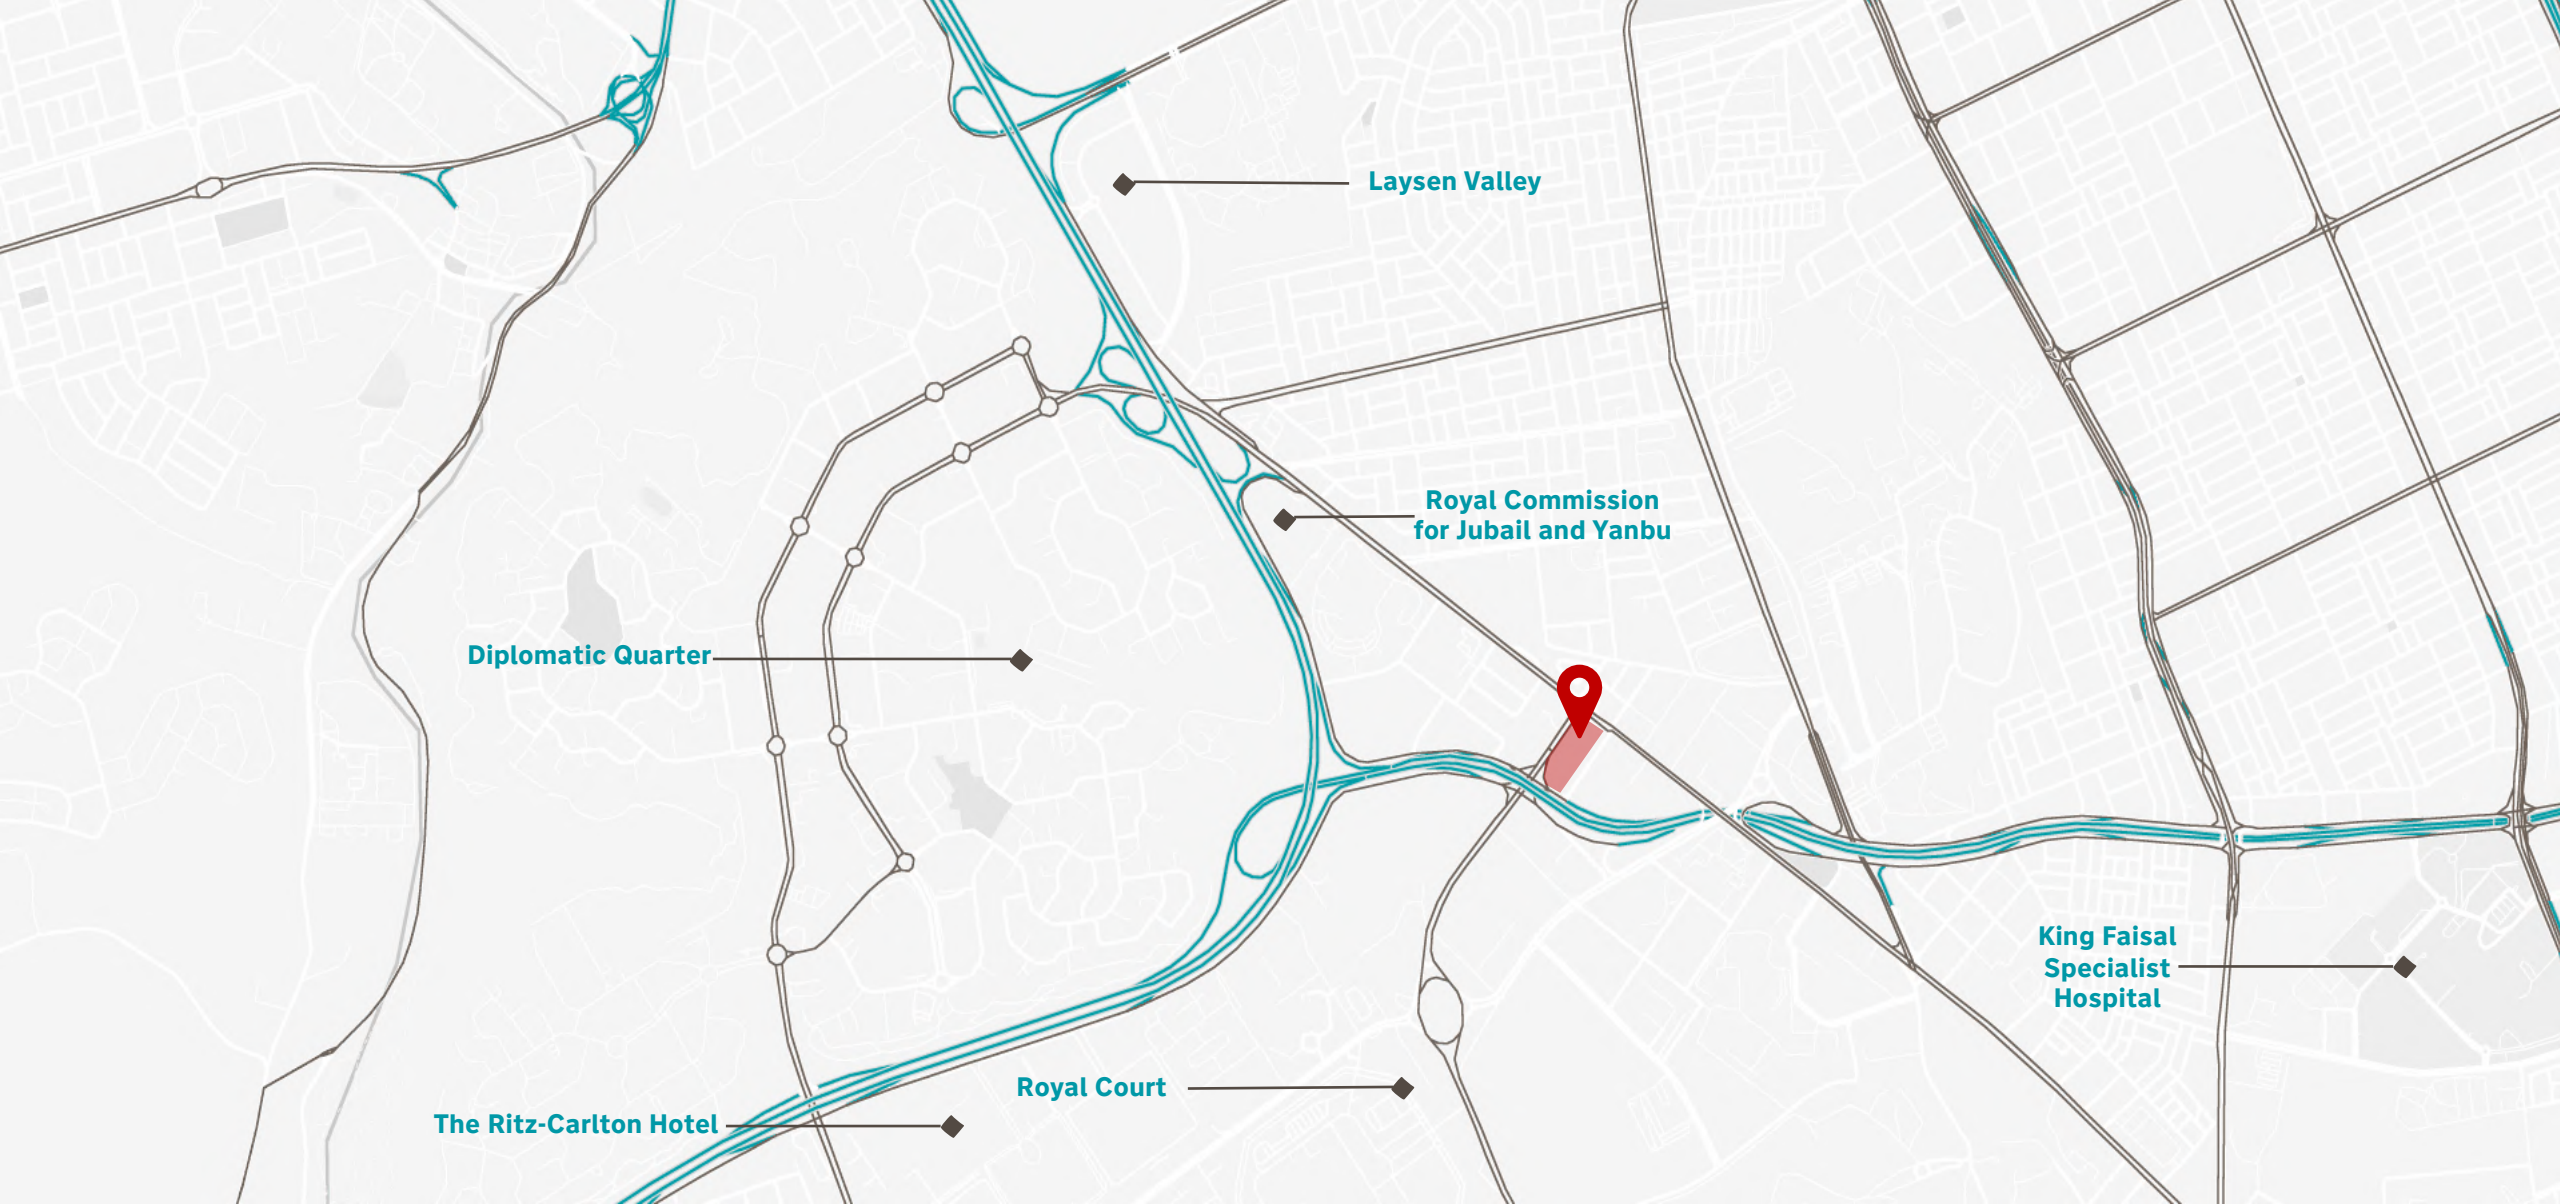 Laysen Valley
Royal Commission
for Jubail and Yanbu
Diplomatic Quarter
King Faisal
Specialist
Hospital
Royal Court
The Ritz-Carlton Hotel